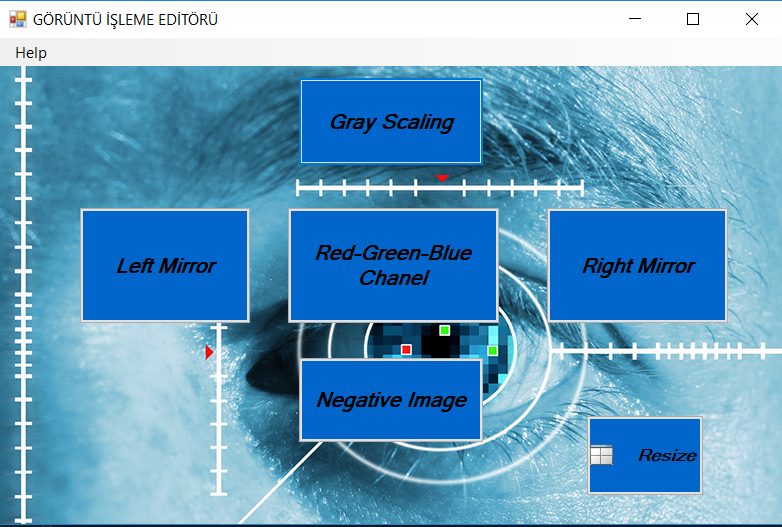 GÖRÜNTÜ İŞLEME EDİTÖRÜ
Help
Gray Scaling
Left Mirror
Red-Green-Blue
Chanel
Right Mirror
Negative Image
Resize